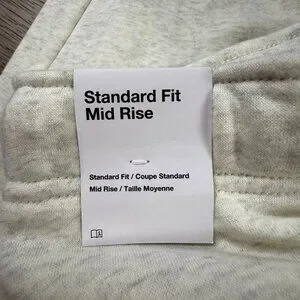 Standard Fit
Mid Rise
Standard Fit / Coupe Standard
Mid Rise / Taille Moyenne